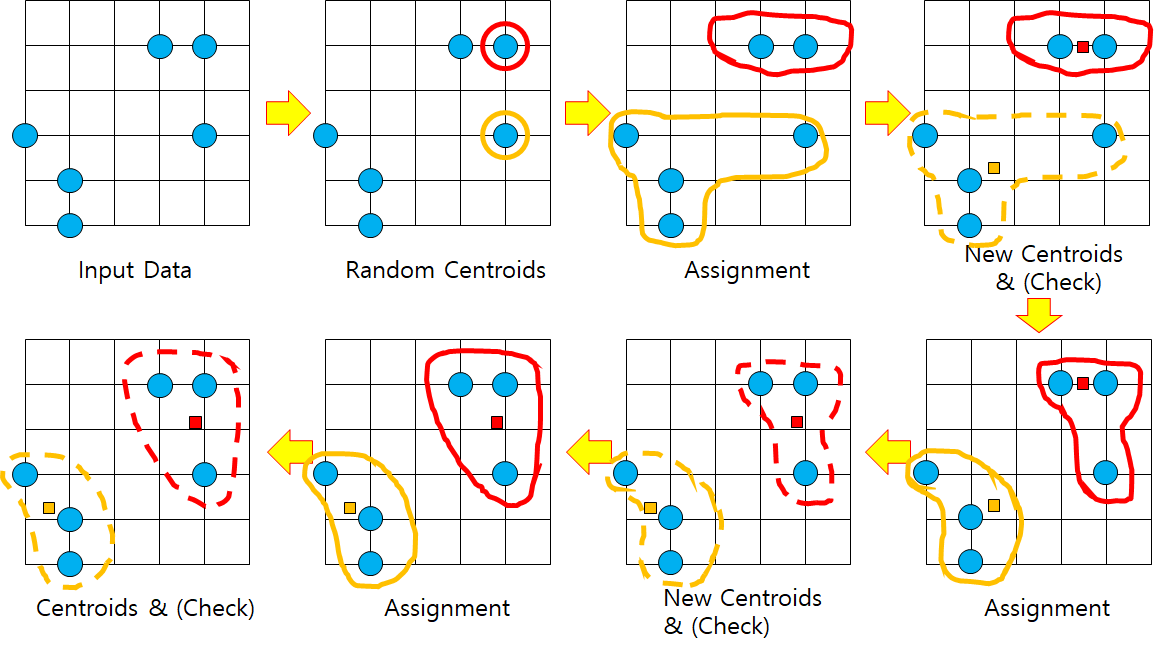 Input Data
Random Centroids
Assignment
New Centroids
& (Check)
Assignment
New Centroids
& (Check)
Assignment
Centroids & (Check)